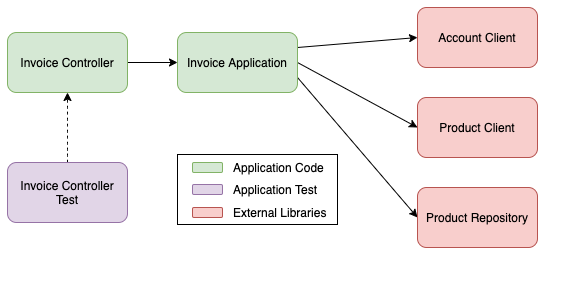 Invoice Controller
Invoice Application
Account Client
Product Client
Product Repository
Invoice Controller
Test
Application Code
Application Test
External Libraries